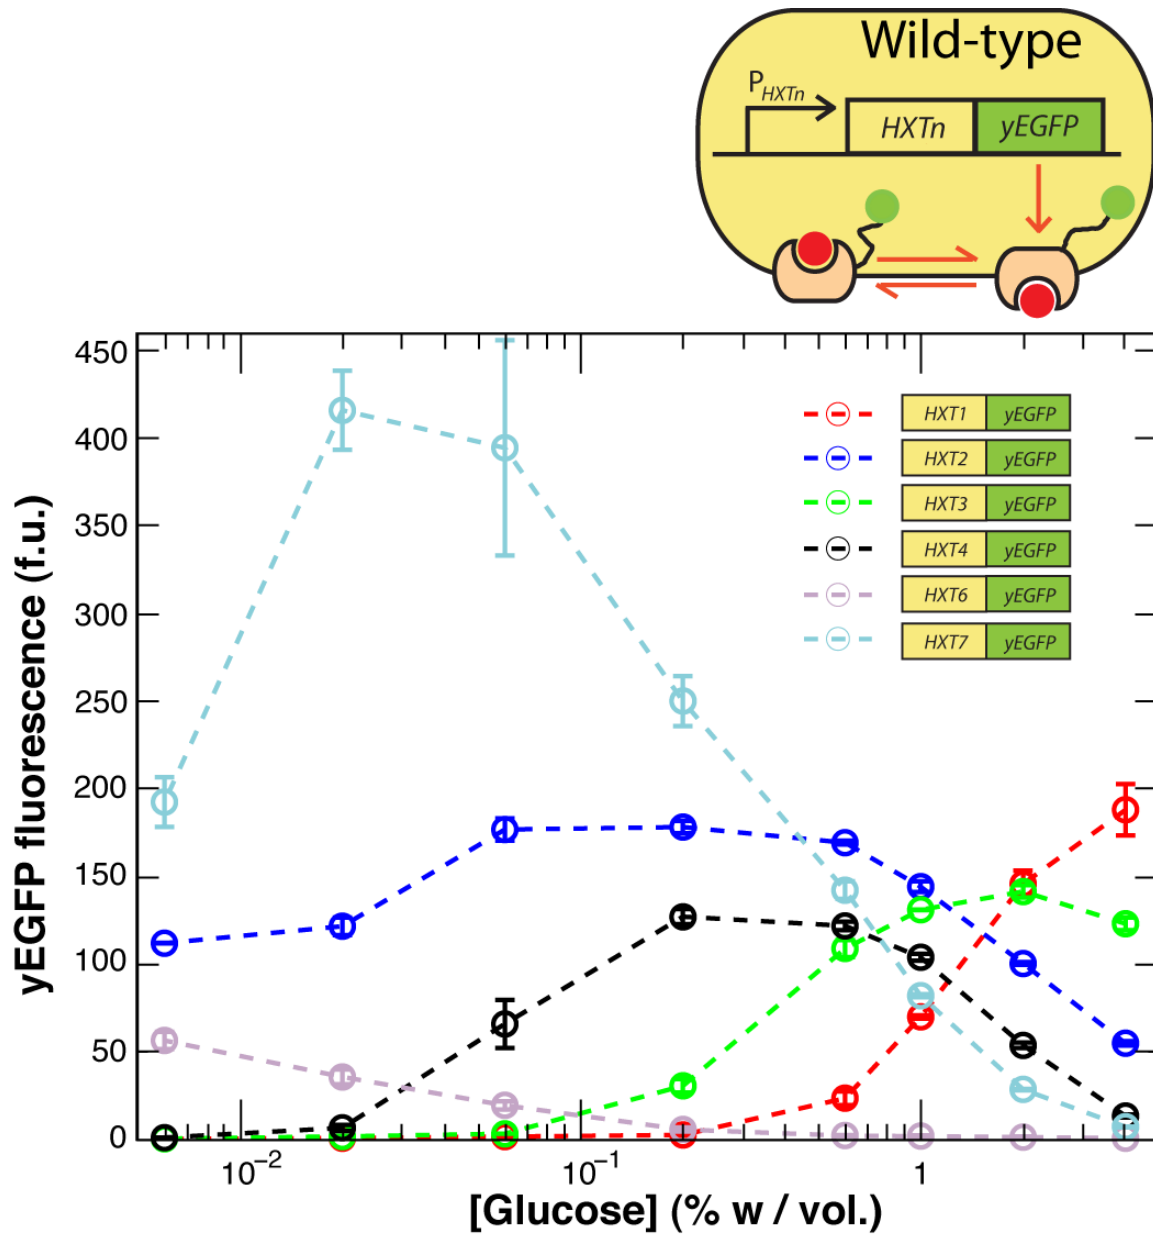 Wild-type
PHXTn
HXTn yEGFP
450
400
350
300
250
200
150
100
50
0
yEGFP fluorescence (f.u.)
HXT1 yEGFP
HXT2 yEGFP
HXT3 yEGFP
HXT4 yEGFP
HXT6 yEGFP
HXT7 yEGFP
10−2 10−1 1
[Glucose] (% w / vol.)